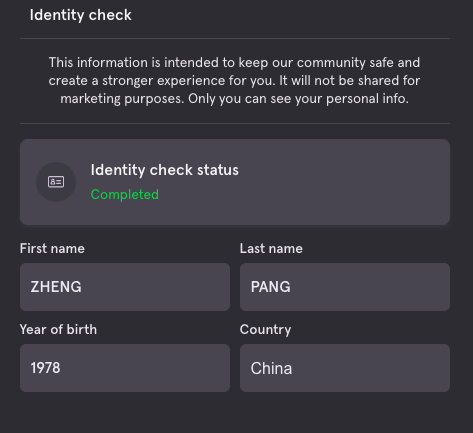 Identity check
This information is intended to keep our community safe and
create a stronger experience for you. It will not be shared for
marketing purposes. Only you can see your personal info.
Identity check status
Completed
First name
Last name
ZHENG
PANG
Year of birth
Country
1978
China